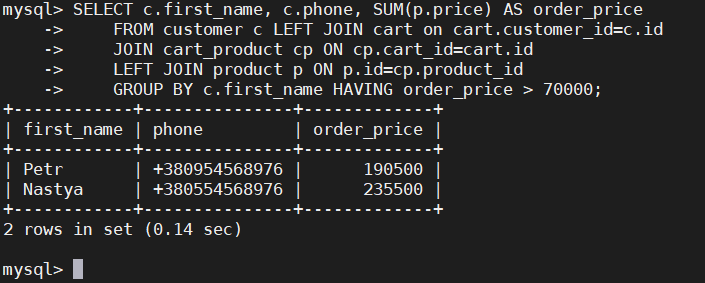 mysql> SELECT c.first_name, c.phone, SUM(p.price) AS order_price
    ->     FROM customer c LEFT JOIN cart on cart.customer_id=c.id
    ->     JOIN cart_product cp ON cp.cart_id=cart.id
    ->     LEFT JOIN product p ON p.id=cp.product_id
    ->     GROUP BY c.first_name HAVING order_price > 70000;
+------------+---------------+-------------+
| first_name | phone         | order_price |
+------------+---------------+-------------+
| Petr       | +380954568976 |      190500 |
| Nastya     | +380554568976 |      235500 |
+------------+---------------+-------------+
2 rows in set (0.14 sec)
mysql>